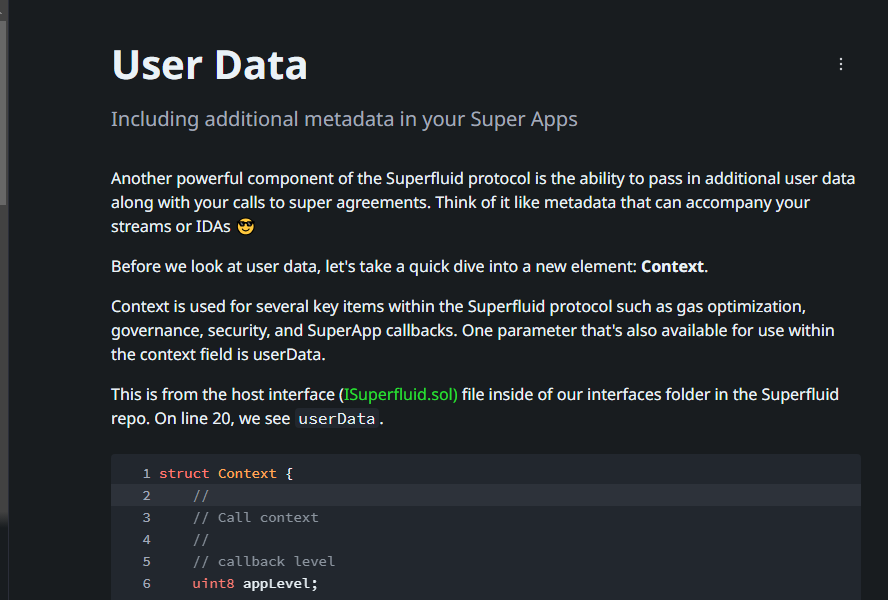 User Data
Including additional metadata in your Super Apps
Another powerful component of the Superfluid protocol is the ability to pass in additional user data
along with your calls to super agreements. Think of it like metadata that can accompany your
streams or IDAs 😎
Before we look at user data, let's take a quick dive into a new element: Context.
Context is used for several key items within the Superfluid protocol such as gas optimization,
governance, security, and SuperApp callbacks. One parameter that's also available for use within
the context field is userData.
This is from the host interface (ISuperfluid.sol) file inside of our interfaces folder in the Superfluid
repo. On line 20, we see userData.
1 struct Context {
2 //
3 // Call context
4 //
5 // callback level
6 uint8 appLevel;